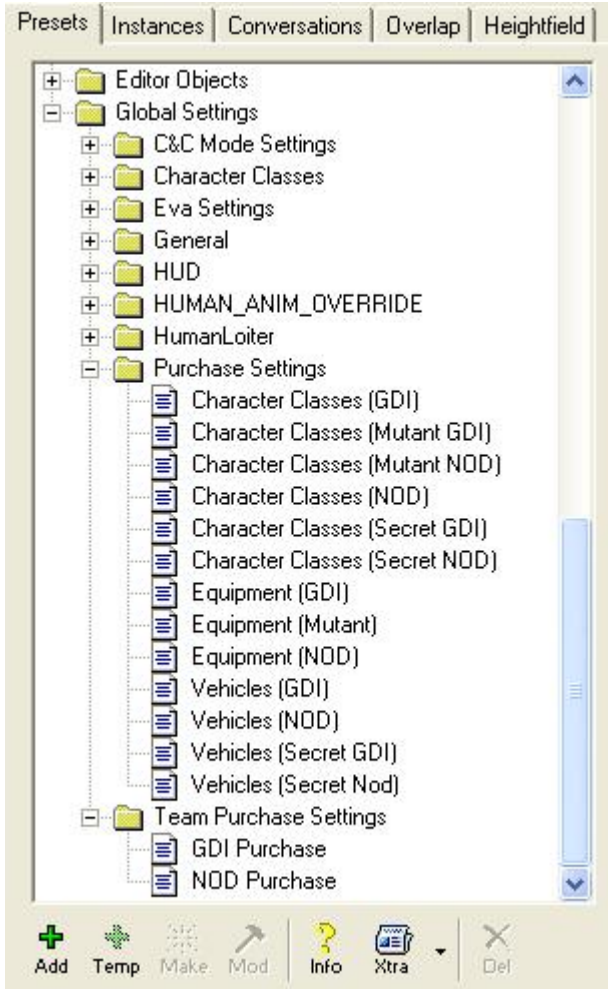 Presets Instances Conversations Overlap Heightfield
Editor Objects
Global Settings
C&C Mode Settings
Character Classes
Eva Settings
General
HUD
HUMAN_ANIM_OVERRIDE
HumanLoiter
Purchase Settings
Character Classes (GDI)
Character Classes (Mutant GDI)
Character Classes (Mutant NOD)
Character Classes (NOD)
Character Classes (Secret GDI)
Character Classes (Secret NOD)
Equipment (GDI)
Equipment (Mutant)
Equipment (NOD)
Vehicles (GDI)
Vehicles (NOD)
Vehicles (Secret GDI)
Vehicles (Secret Nod)
Team Purchase Settings
GDI Purchase
NOD Purchase
Add Temp Make Mod Info Xtra Del